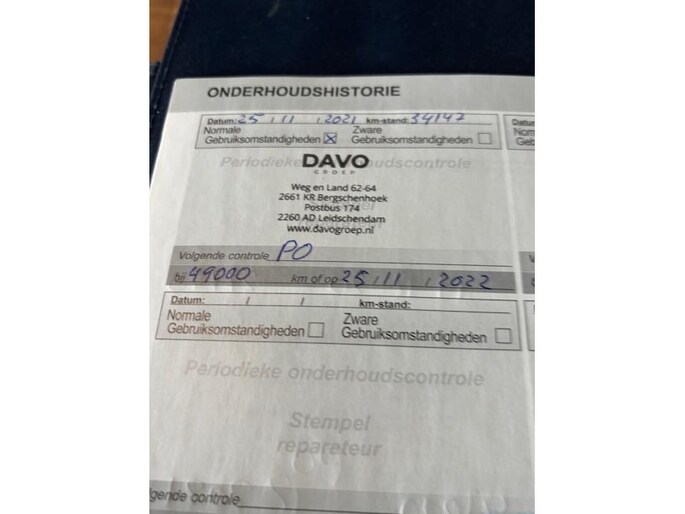 ONDERHOUDSHISTORIE
Datum: 25 / 11 / 2021 km-stand: 34147
Normale Zware
Gebruiksomstandigheden Gebruiksomstandigheden
Periodieke onderhoudscontrole
DAVO
GROEP
Weg en Land 62-64
2661 KR Bergschenhoek
Postbus 174
2260 AD Leidschendam
www.davogroep.nl
Volgende controle PO
bij 49000 km of op 25 / 11 / 2022
Datum: / / km-stand:
Normale Zware
Gebruiksomstandigheden Gebruiksomstandigheden
Periodieke onderhoudscontrole
Stempel
reparateur
lgende controle